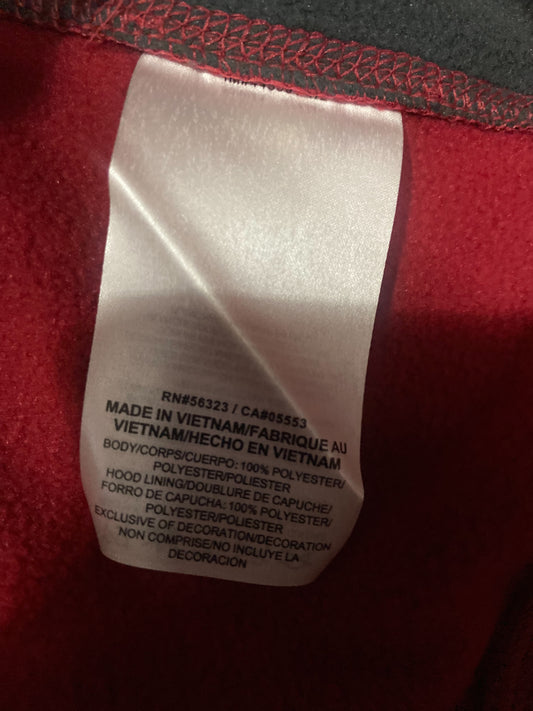 RN#56323 / CA#05553
MADE IN VIETNAM/FABRIQUE AU
VIETNAM/HECHO EN VIETNAM
BODY/CORPS/CUERPO: 100% POLYESTER/
POLYESTER/POLIESTER
HOOD LINING/DOUBLURE DE CAPUCHE/
FORRO DE CAPUCHA: 100% POLYESTER/
POLYESTER/POLIESTER
EXCLUSIVE OF DECORATION/DECORATION
NON COMPRISE/NO INCLUYE LA
DECORACION